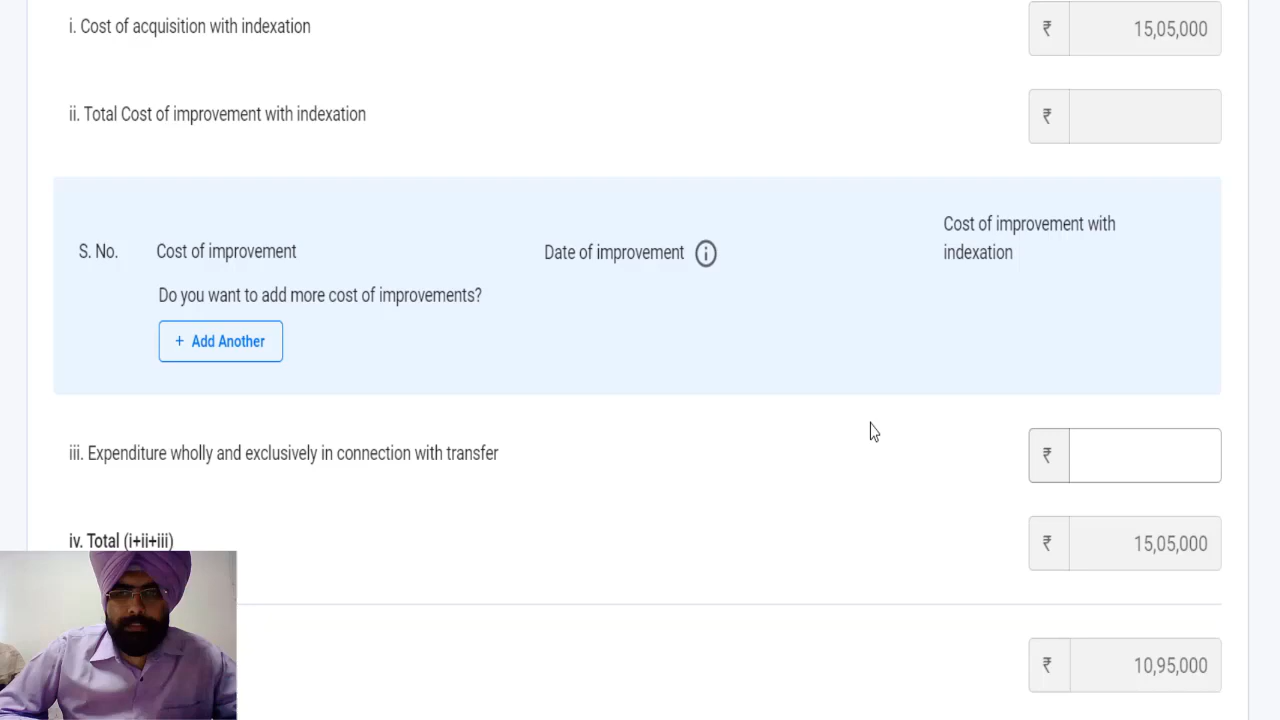 i. Cost of acquisition with indexation
₹ 15,05,000
ii. Total Cost of improvement with indexation
₹
S. No. Cost of improvement Date of improvement Cost of improvement with indexation
Do you want to add more cost of improvements?
+ Add Another
iii. Expenditure wholly and exclusively in connection with transfer
₹
iv. Total (i+ii+iii)
₹ 15,05,000
₹ 10,95,000